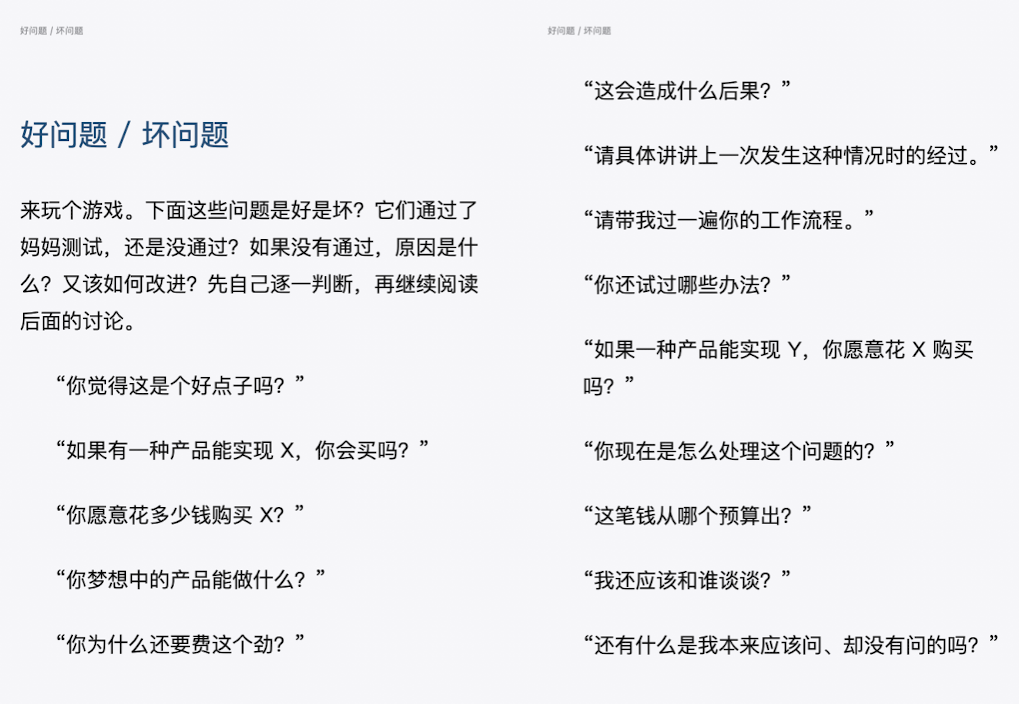 好问题 / 坏问题
好问题 / 坏问题
来玩个游戏。下面这些问题是好是坏？它们通过了
妈妈测试，还是没通过？如果没有通过，原因是什
么？又该如何改进？先自己逐一判断，再继续阅读
后面的讨论。
“你觉得这是个好点子吗？”
“如果有一种产品能实现 X，你会买吗？”
“你愿意花多少钱购买 X？”
“你梦想中的产品能做什么？”
“你为什么还要费这个劲？”
好问题 / 坏问题
“这会造成什么后果？”
“请具体讲讲上一次发生这种情况时的经过。”
“请带我过一遍你的工作流程。”
“你还试过哪些办法？”
“如果一种产品能实现 Y，你愿意花 X 购买
吗？”
“你现在是怎么处理这个问题的？”
“这笔钱从哪个预算出？”
“我还应该和谁谈谈？”
“还有什么是我本来应该问、却没有问的吗？”